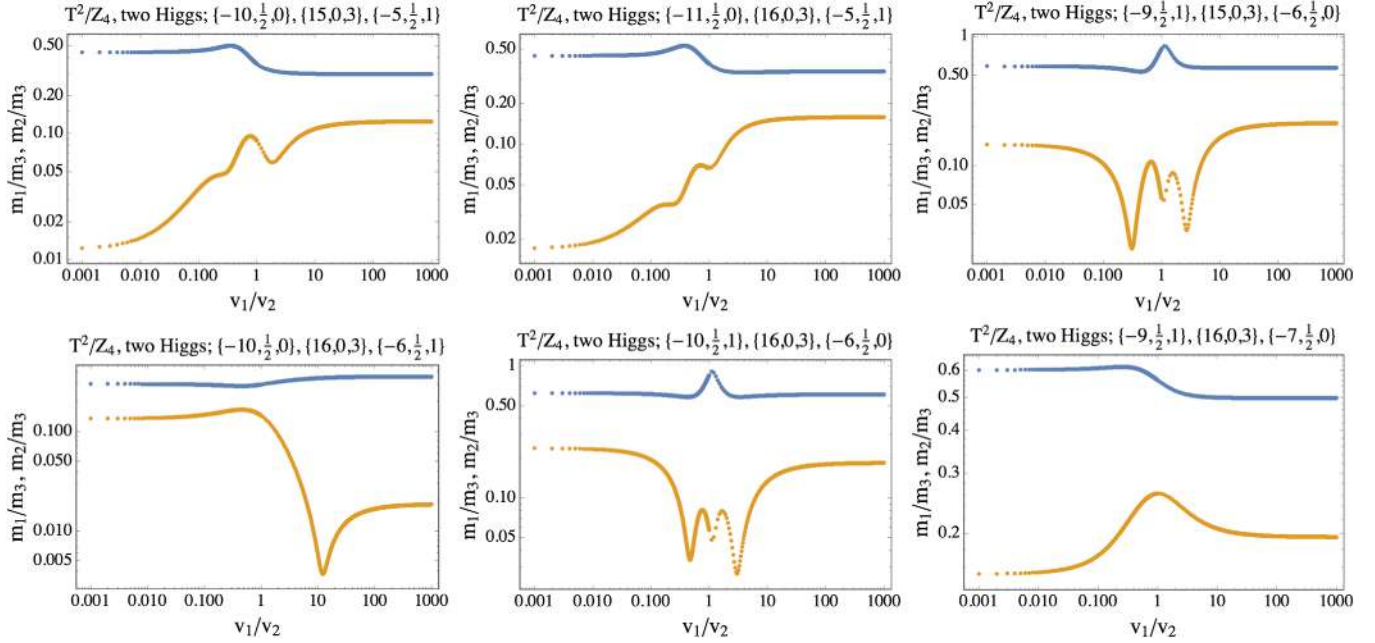 T²/Z₄, two Higgs; {-10,½,0},{15,0,3},{-5,½,1}
0.50
0.20
0.10
0.05
0.02
0.01
m₁/m₃, m₂/m₃
0.001 0.010 0.100 1 10 100 1000
v₁/v₂
T²/Z₄, two Higgs; {-11,½,0},{16,0,3},{-5,½,1}
0.50
0.20
0.10
0.05
0.02
m₁/m₃, m₂/m₃
0.001 0.010 0.100 1 10 100 1000
v₁/v₂
T²/Z₄, two Higgs; {-9,½,1},{15,0,3},{-6,½,0}
1
0.50
0.10
0.05
m₁/m₃, m₂/m₃
0.001 0.010 0.100 1 10 100 1000
v₁/v₂
T²/Z₄, two Higgs; {-10,½,0},{16,0,3},{-6,½,1}
0.100
0.050
0.010
0.005
m₁/m₃, m₂/m₃
0.001 0.010 0.100 1 10 100 1000
v₁/v₂
T²/Z₄, two Higgs; {-10,½,1},{16,0,3},{-6,½,0}
1
0.50
0.10
0.05
m₁/m₃, m₂/m₃
0.001 0.010 0.100 1 10 100 1000
v₁/v₂
T²/Z₄, two Higgs; {-9,½,1},{16,0,3},{-7,½,0}
0.6
0.5
0.4
0.3
0.2
m₁/m₃, m₂/m₃
0.001 0.010 0.100 1 10 100 1000
v₁/v₂